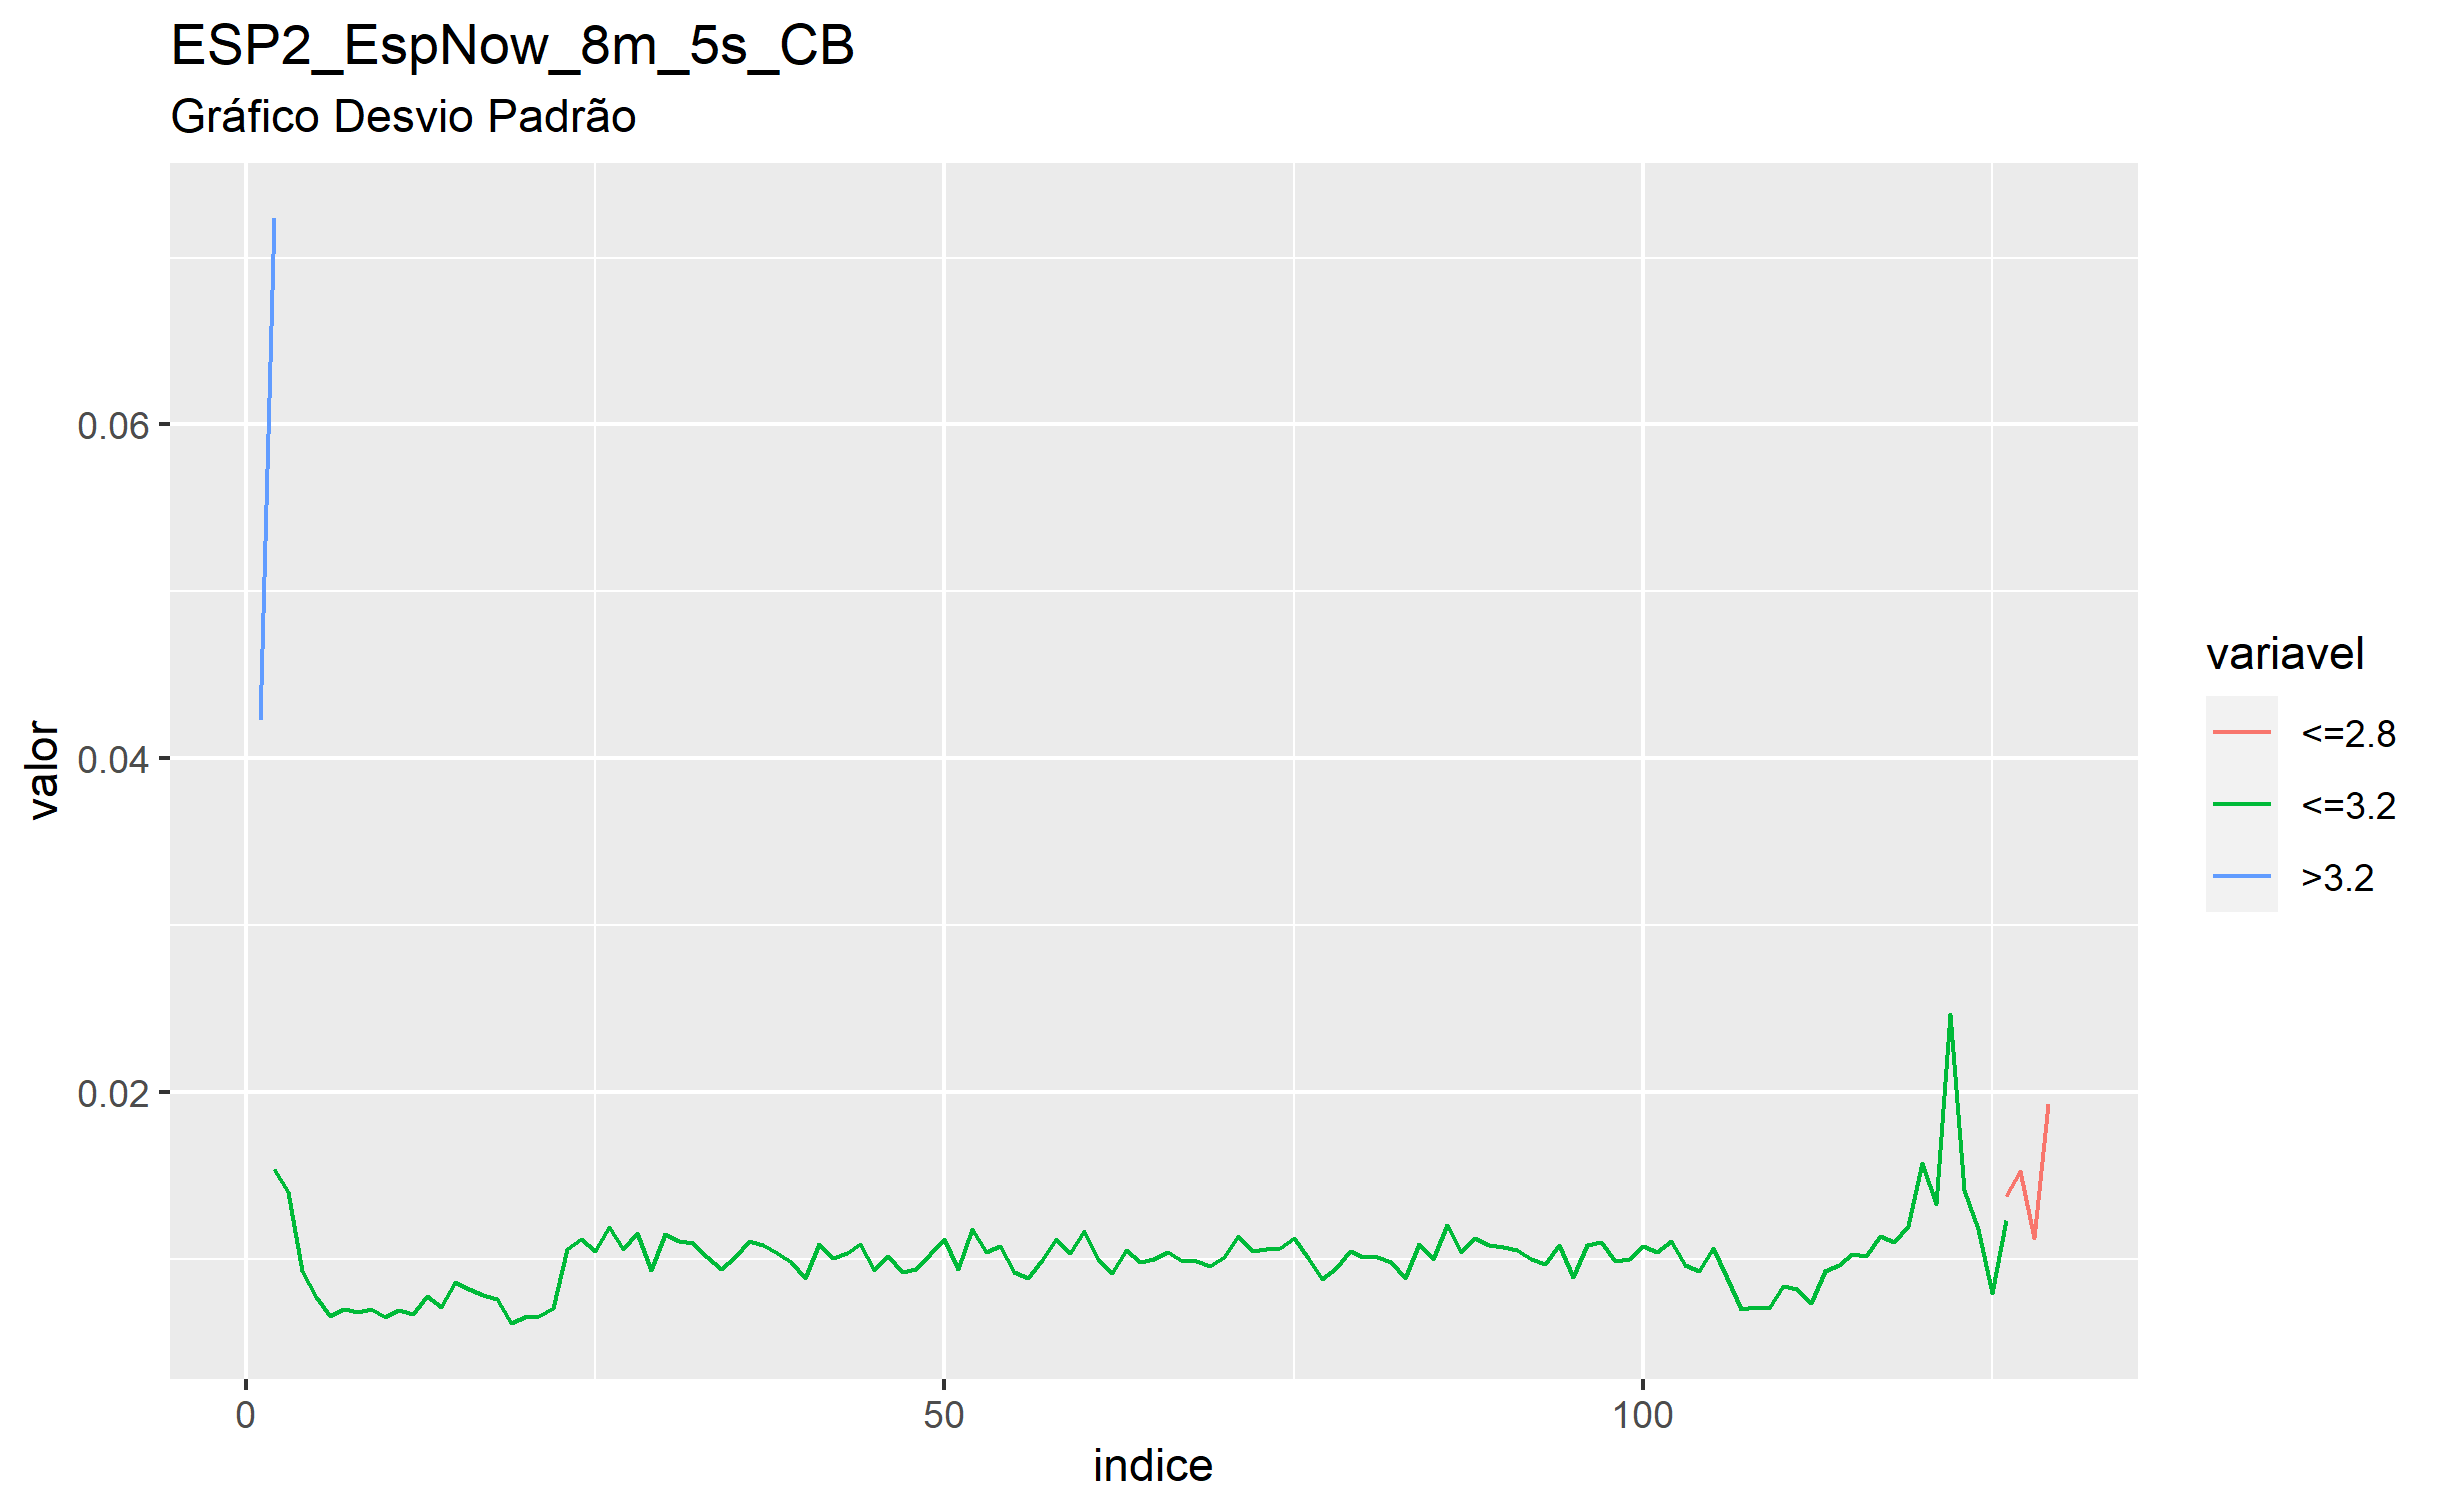 ESP2_EspNow_8m_5s_CB
Gráfico Desvio Padrão
valor
0.06
0.04
0.02
0
50
100
indice
variavel
<=2.8
<=3.2
>3.2